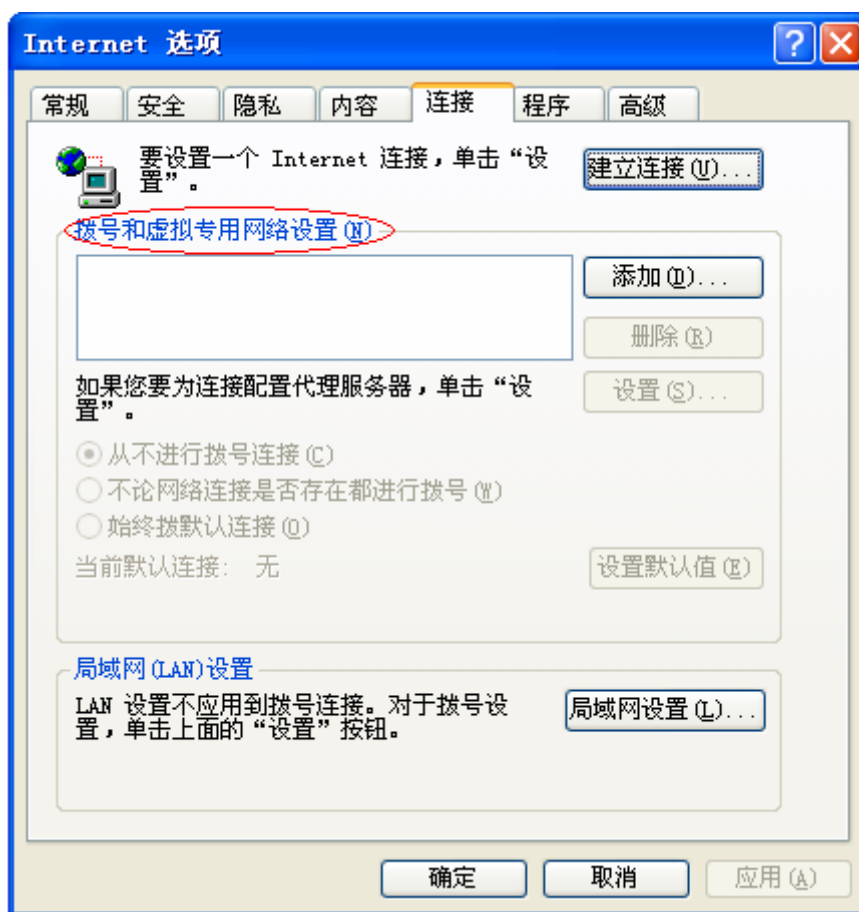 Internet 选项
常规 安全 隐私 内容 连接 程序 高级
要设置一个 Internet 连接，单击“设
置”。
建立连接(U)...
拨号和虚拟专用网络设置(N)
添加(D)...
删除(R)
如果您要为连接配置代理服务器，单击“设
置”。
设置(S)...
从不进行拨号连接(C)
不论网络连接是否存在都进行拨号(W)
始终拨默认连接(O)
当前默认连接： 无
设置默认值(E)
局域网(LAN)设置
LAN 设置不应用到拨号连接。对于拨号设
置，单击上面的“设置”按钮。
局域网设置(L)...
确定 取消 应用(A)